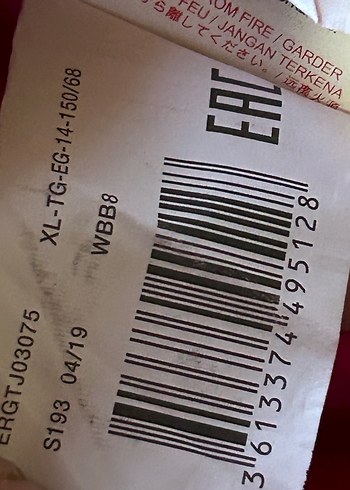 ROM FIRE / GARDER
FEU / JANGAN TERKENA
ら離してください。/ 远离火源
EAC
XL-TG-EG-14-150/68
WBB8
ERGTJ03075
S193 04/19
3613374495128